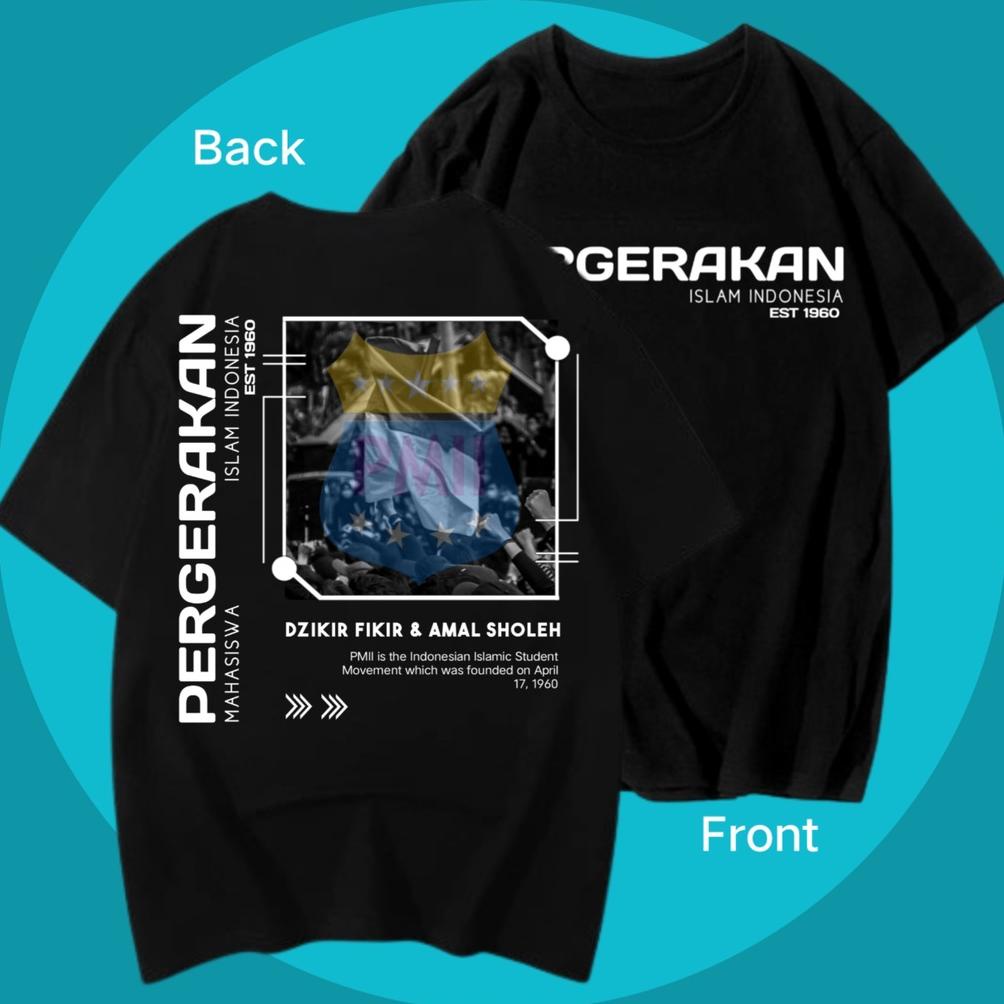 Back
PERGERAKAN
ISLAM INDONESIA
EST 1960
MAHASISWA
PMII
DZIKIR FIKIR & AMAL SHOLEH
PMII is the Indonesian Islamic Student
Movement which was founded on April
17, 1960
RGERAKAN
ISLAM INDONESIA
EST 1960
Front